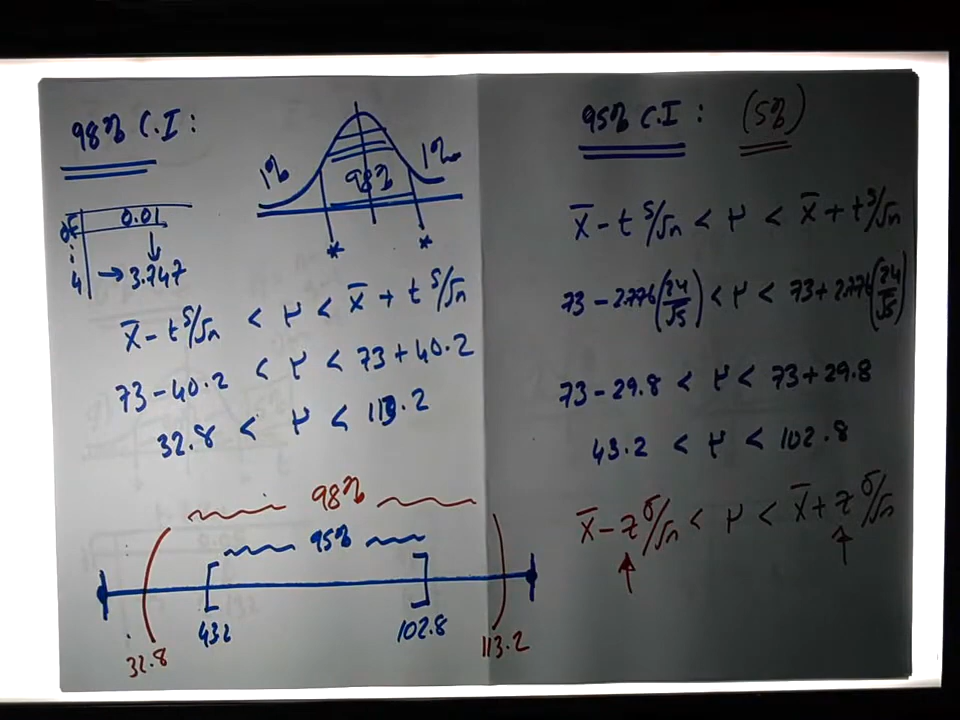 98% C.I:
1% 98% 1%
* *
df 0.01
4 → 3.747
x̄ - t s/√n < μ < x̄ + t s/√n
73 - 40.2 < μ < 73 + 40.2
32.8 < μ < 113.2
98%
95%
43.2 102.8
32.8 113.2
95% C.I: (5%)
x̄ - t s/√n < μ < x̄ + t s/√n
73 - 2.776(24/√5) < μ < 73 + 2.776(24/√5)
73 - 29.8 < μ < 73 + 29.8
43.2 < μ < 102.8
x̄ - z σ/√n < μ < x̄ + z σ/√n